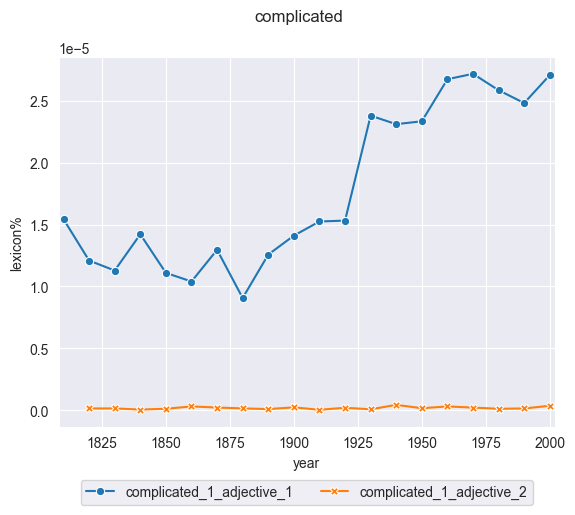 complicated
1e−5
2.5
2.0
1.5
1.0
0.5
0.0
lexicon%
1825 1850 1875 1900 1925 1950 1975 2000
year
complicated_1_adjective_1 complicated_1_adjective_2